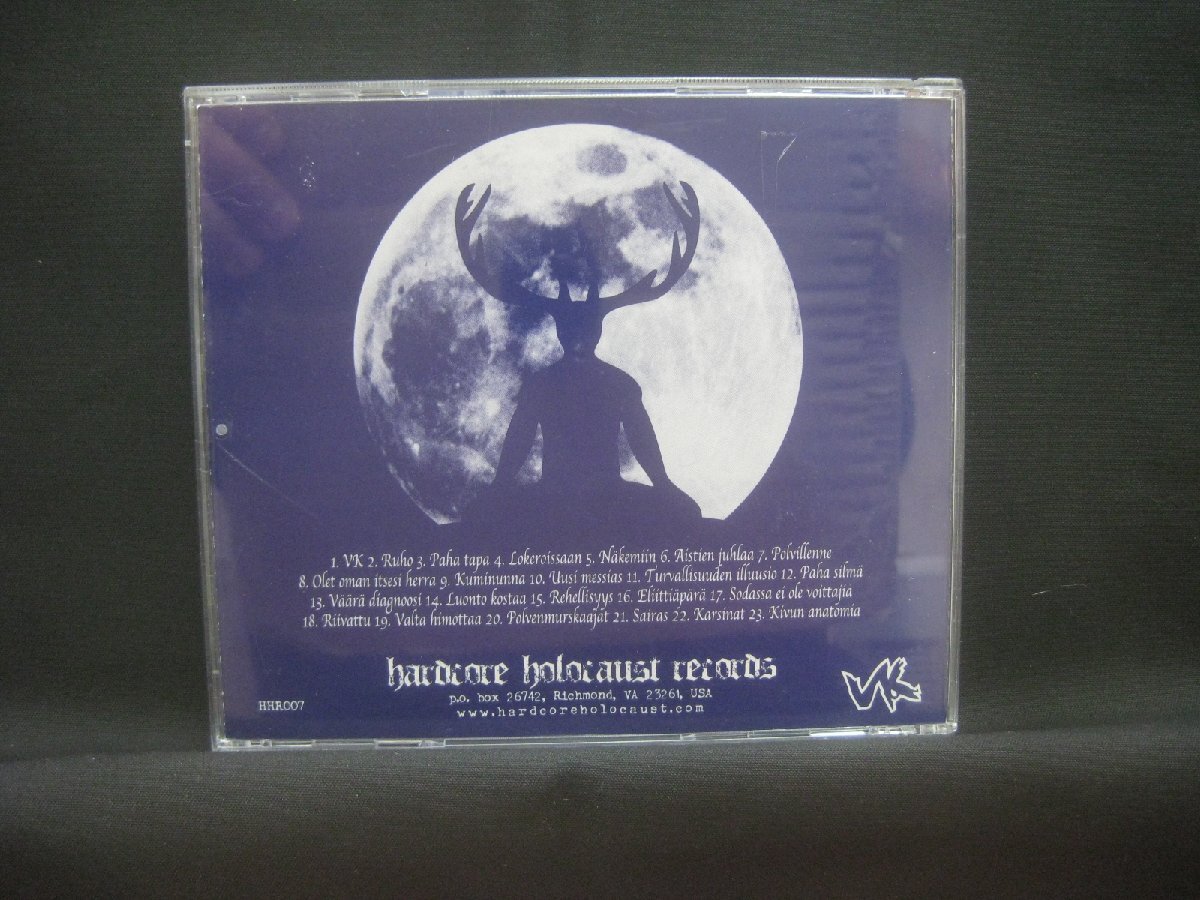 1. VK 2. Ruho 3. Paha tapa 4. Lokeroissaan 5. Näkemiin 6. Aistien juhlaa 7. Polvillenne
8. Olet oman itsesi herra 9. Kuminunna 10. Uusi messias 11. Turvallisuuden illuusio 12. Paha silmä
13. Väärä diagnoosi 14. Luonto kostaa 15. Rehellisyys 16. Eliittiäpärä 17. Sodassa ei ole voittajia
18. Riivattu 19. Valta himottaa 20. Polvenmurskaajat 21. Sairas 22. Karsinat 23. Kivun anatomia
hardcore holocaust records
p.o. box 26742, Richmond, VA 23261, USA
www.hardcoreholocaust.com
HHR007
VK